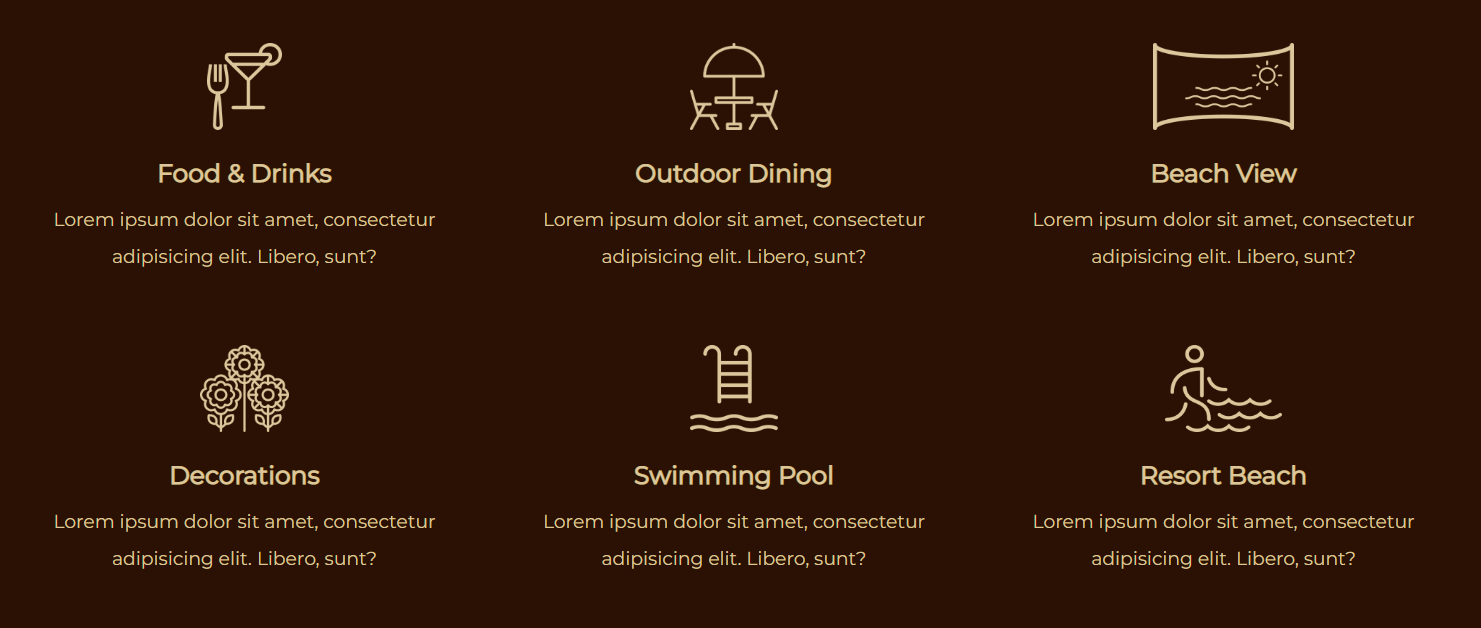 Food & Drinks
Lorem ipsum dolor sit amet, consectetur
adipisicing elit. Libero, sunt?
Outdoor Dining
Lorem ipsum dolor sit amet, consectetur
adipisicing elit. Libero, sunt?
Beach View
Lorem ipsum dolor sit amet, consectetur
adipisicing elit. Libero, sunt?
Decorations
Lorem ipsum dolor sit amet, consectetur
adipisicing elit. Libero, sunt?
Swimming Pool
Lorem ipsum dolor sit amet, consectetur
adipisicing elit. Libero, sunt?
Resort Beach
Lorem ipsum dolor sit amet, consectetur
adipisicing elit. Libero, sunt?